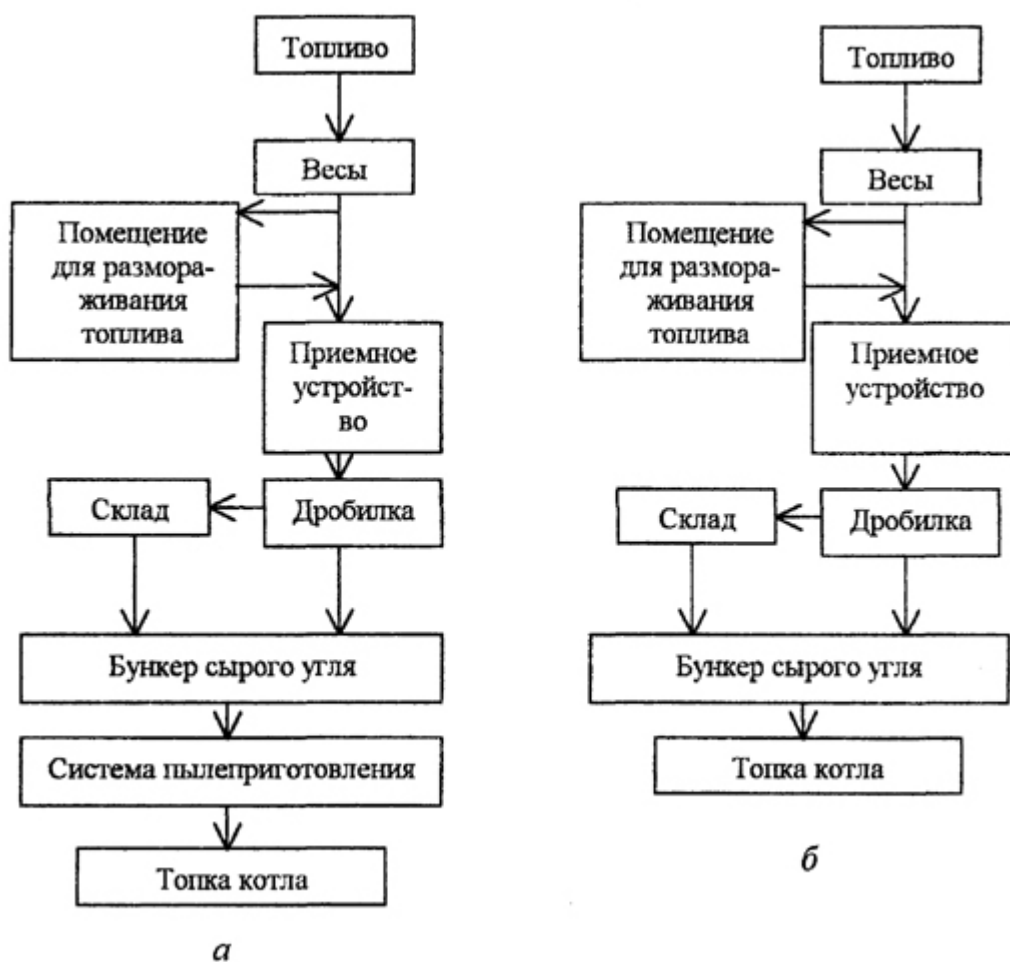 Топливо
Весы
Помещение
для размора-
живания
топлива
Приемное
устройст-
во
Склад
Дробилка
Бункер сырого угля
Система пылеприготовления
Топка котла
а
Топливо
Весы
Помещение
для размора-
живания
топлива
Приемное
устройство
Склад
Дробилка
Бункер сырого угля
Топка котла
б